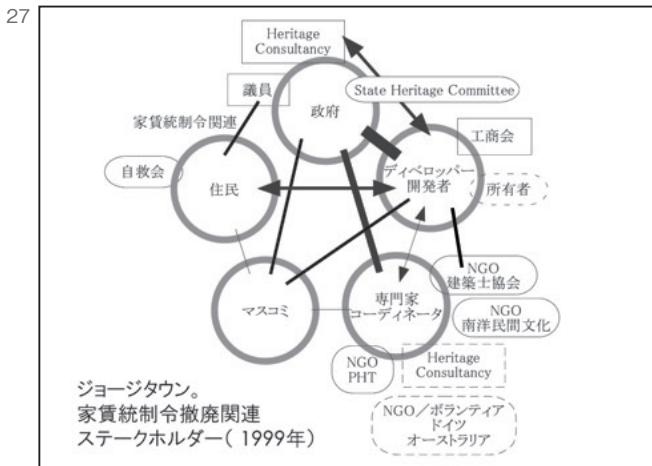 27
Heritage
Consultancy
議員
State Heritage Committee
政府
家賃統制令関連
工商会
自救会
住民
ディベロッパー
開発者
所有者
NGO
建築士協会
マスコミ
専門家
コーディネータ
NGO
南洋民間文化
NGO
PHT
Heritage
Consultancy
NGO/ボランティア
ドイツ
オーストラリア
ジョージタウン。
家賃統制令撤廃関連
ステークホルダー(1999年)